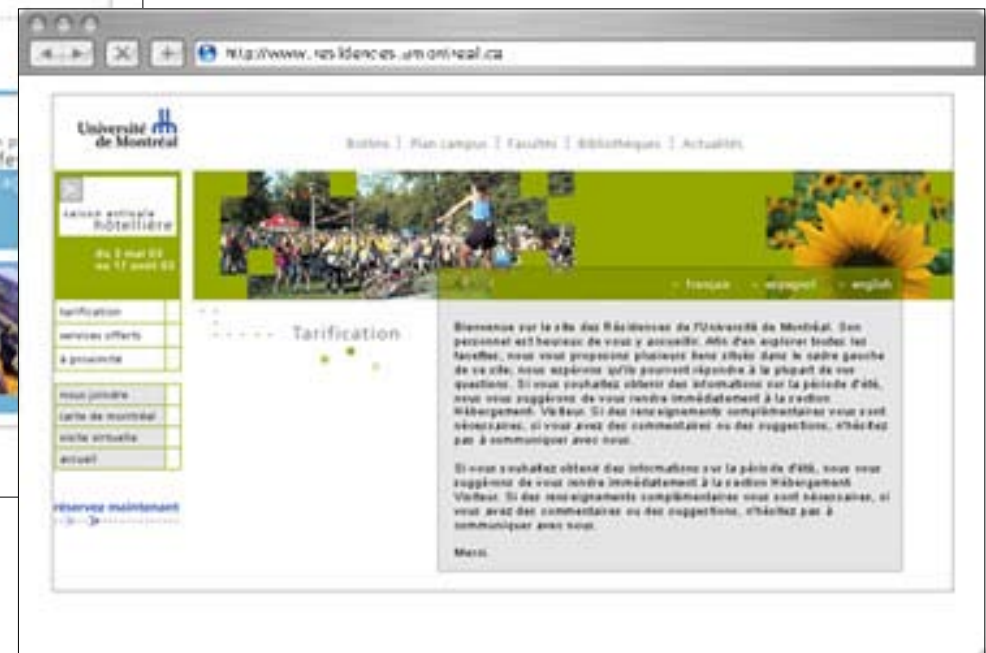 http://www.residences.umontreal.ca
Université
de Montréal
Bottins | Plan campus | Facultés | Bibliothèques | Actualités
saison estivale
hôtellière
du 3 mai 03
au 17 août 03
français
espagnol
english
tarification
services offerts
à proximité
nous joindre
carte de montréal
visite virtuelle
accueil
réservez maintenant
Tarification
Bienvenue sur le site des Résidences de l'Université de Montréal. Son
personnel est heureux de vous y accueillir. Afin d'en explorer toutes les
facettes, nous vous proposons plusieurs liens situés dans le cadre gauche
de ce site; nous espérons qu'ils pourront répondre à la plupart de vos
questions. Si vous souhaitez obtenir des informations sur la période d'été,
nous vous suggérons de vous rendre immédiatement à la section
Hébergement. Visiteur. Si des renseignements complémentaires vous sont
nécessaires, si vous avez des commentaires ou des suggestions, n'hésitez
pas à communiquer avec nous.
Si vous souhaitez obtenir des informations sur la période d'été, nous vous
suggérons de vous rendre immédiatement à la section Hébergement.
Visiteur. Si des renseignements complémentaires vous sont nécessaires, si
vous avez des commentaires ou des suggestions, n'hésitez pas à
communiquer avec nous.
Merci.